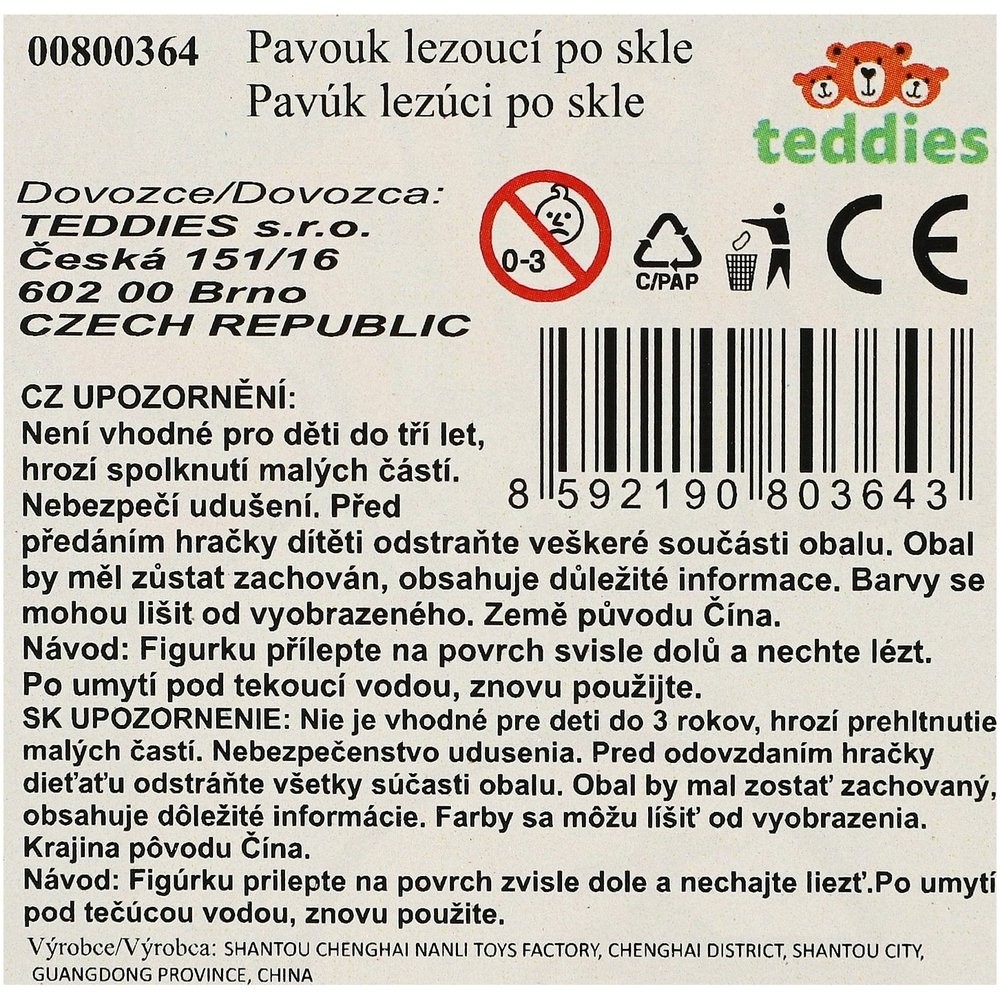 00800364 Pavouk lezoucí po skle
Pavúk lezúci po skle
teddies
Dovozce/Dovozca:
TEDDIES s.r.o.
Česká 151/16
602 00 Brno
CZECH REPUBLIC
0-3
C/PAP
CE
8 592190 803643
CZ UPOZORNĚNÍ:
Není vhodné pro děti do tří let,
hrozí spolknutí malých částí.
Nebezpečí udušení. Před
předáním hračky dítěti odstraňte veškeré součásti obalu. Obal
by měl zůstat zachován, obsahuje důležité informace. Barvy se
mohou lišit od vyobrazeného. Země původu Čína.
Návod: Figurku přílepte na povrch svisle dolů a nechte lézt.
Po umytí pod tekoucí vodou, znovu použijte.
SK UPOZORNENIE: Nie je vhodné pre deti do 3 rokov, hrozí prehltnutie
malých častí. Nebezpečenstvo udusenia. Pred odovzdaním hračky
dieťaťu odstráňte všetky súčasti obalu. Obal by mal zostať zachovaný,
obsahuje dôležité informácie. Farby sa môžu líšiť od vyobrazenia.
Krajina pôvodu Čína.
Návod: Figúrku prilepte na povrch zvisle dole a nechajte liezť.Po umytí
pod tečúcou vodou, znovu použite.
Výrobce/Výrobca: SHANTOU CHENGHAI NANLI TOYS FACTORY, CHENGHAI DISTRICT, SHANTOU CITY,
GUANGDONG PROVINCE, CHINA